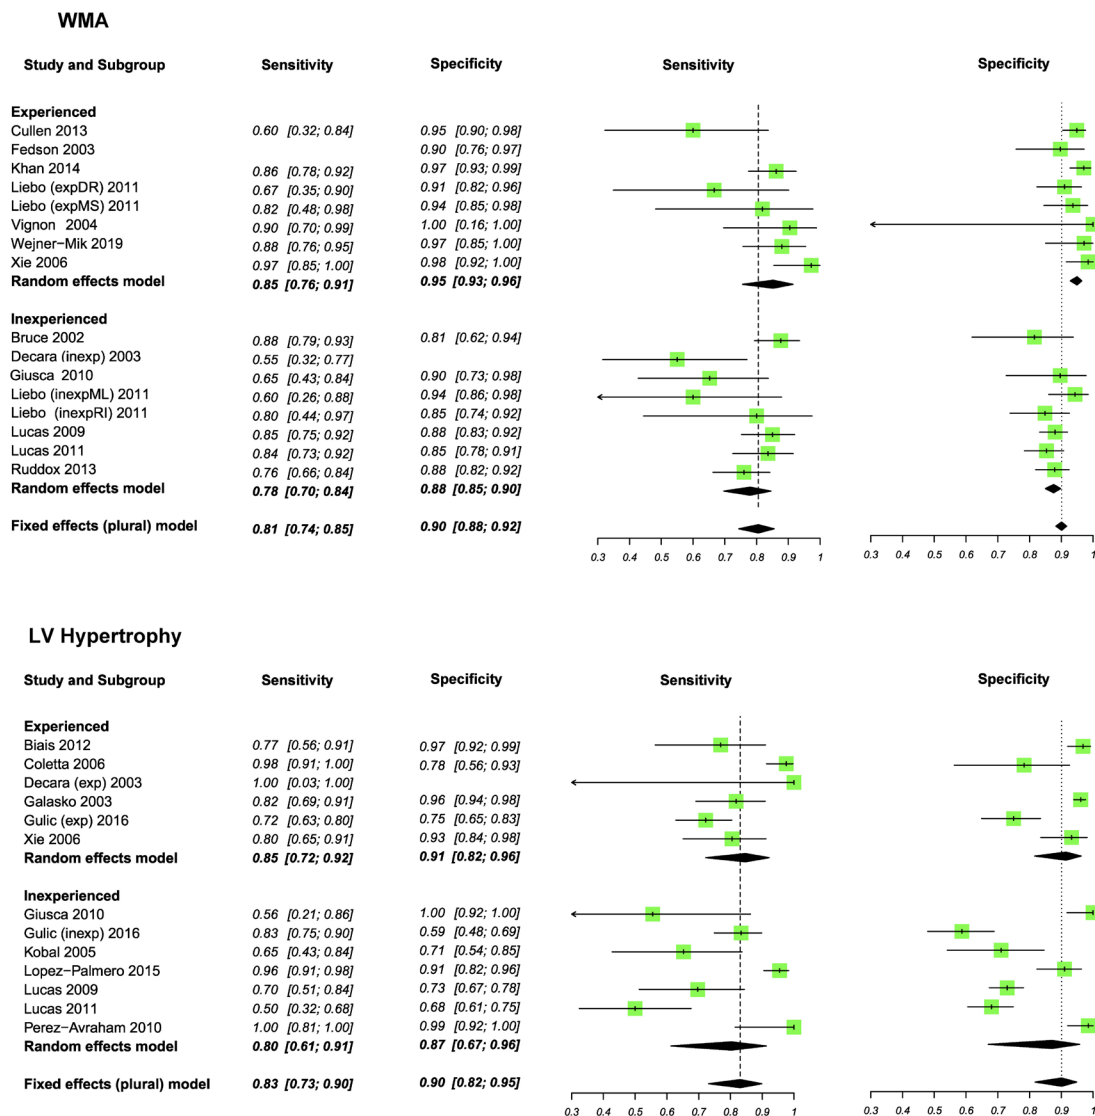 WMA
Study and Subgroup Sensitivity Specificity Sensitivity Specificity
Experienced
Cullen 2013 0.60 [0.32; 0.84] 0.95 [0.90; 0.98]
Fedson 2003 0.90 [0.76; 0.97]
Khan 2014 0.86 [0.78; 0.92] 0.97 [0.93; 0.99]
Liebo (expDR) 2011 0.67 [0.35; 0.90] 0.91 [0.82; 0.96]
Liebo (expMS) 2011 0.82 [0.48; 0.98] 0.94 [0.85; 0.98]
Vignon 2004 0.90 [0.70; 0.99] 1.00 [0.16; 1.00]
Wejner−Mik 2019 0.88 [0.76; 0.95] 0.97 [0.85; 1.00]
Xie 2006 0.97 [0.85; 1.00] 0.98 [0.92; 1.00]
Random effects model 0.85 [0.76; 0.91] 0.95 [0.93; 0.96]
Inexperienced
Bruce 2002 0.88 [0.79; 0.93] 0.81 [0.62; 0.94]
Decara (inexp) 2003 0.55 [0.32; 0.77]
Giusca 2010 0.65 [0.43; 0.84] 0.90 [0.73; 0.98]
Liebo (inexpML) 2011 0.60 [0.26; 0.88] 0.94 [0.86; 0.98]
Liebo (inexpRI) 2011 0.80 [0.44; 0.97] 0.85 [0.74; 0.92]
Lucas 2009 0.85 [0.75; 0.92] 0.88 [0.83; 0.92]
Lucas 2011 0.84 [0.73; 0.92] 0.85 [0.78; 0.91]
Ruddox 2013 0.76 [0.66; 0.84] 0.88 [0.82; 0.92]
Random effects model 0.78 [0.70; 0.84] 0.88 [0.85; 0.90]
Fixed effects (plural) model 0.81 [0.74; 0.85] 0.90 [0.88; 0.92]
0.3 0.4 0.5 0.6 0.7 0.8 0.9 1 0.3 0.4 0.5 0.6 0.7 0.8 0.9 1
LV Hypertrophy
Study and Subgroup Sensitivity Specificity Sensitivity Specificity
Experienced
Biais 2012 0.77 [0.56; 0.91] 0.97 [0.92; 0.99]
Coletta 2006 0.98 [0.91; 1.00] 0.78 [0.56; 0.93]
Decara (exp) 2003 1.00 [0.03; 1.00]
Galasko 2003 0.82 [0.69; 0.91] 0.96 [0.94; 0.98]
Gulic (exp) 2016 0.72 [0.63; 0.80] 0.75 [0.65; 0.83]
Xie 2006 0.80 [0.65; 0.91] 0.93 [0.84; 0.98]
Random effects model 0.85 [0.72; 0.92] 0.91 [0.82; 0.96]
Inexperienced
Giusca 2010 0.56 [0.21; 0.86] 1.00 [0.92; 1.00]
Gulic (inexp) 2016 0.83 [0.75; 0.90] 0.59 [0.48; 0.69]
Kobal 2005 0.65 [0.43; 0.84] 0.71 [0.54; 0.85]
Lopez−Palmero 2015 0.96 [0.91; 0.98] 0.91 [0.82; 0.96]
Lucas 2009 0.70 [0.51; 0.84] 0.73 [0.67; 0.78]
Lucas 2011 0.50 [0.32; 0.68] 0.68 [0.61; 0.75]
Perez−Avraham 2010 1.00 [0.81; 1.00] 0.99 [0.92; 1.00]
Random effects model 0.80 [0.61; 0.91] 0.87 [0.67; 0.96]
Fixed effects (plural) model 0.83 [0.73; 0.90] 0.90 [0.82; 0.95]
0.3 0.4 0.5 0.6 0.7 0.8 0.9 1 0.3 0.4 0.5 0.6 0.7 0.8 0.9 1